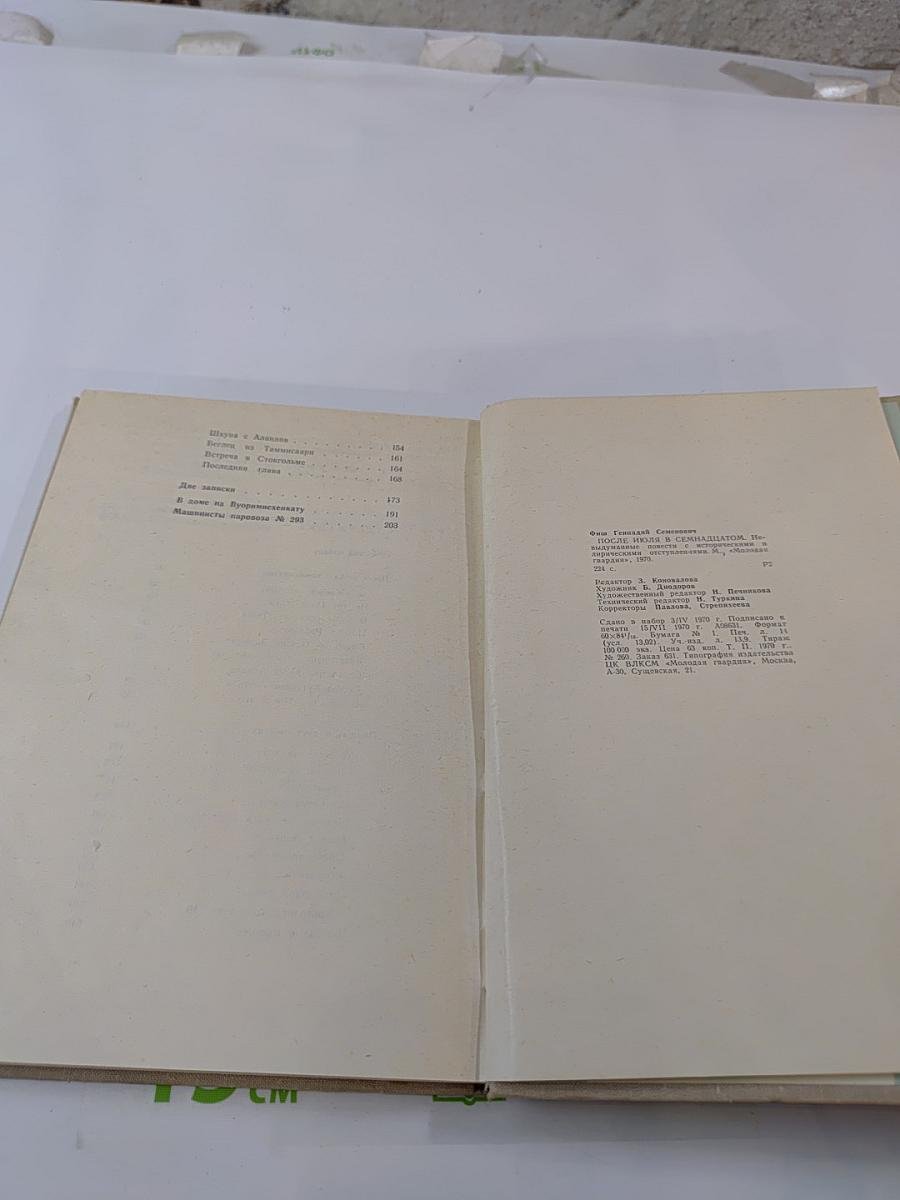 Шхуна с Аландов . . . . . . . . 154
Беглец из Таммисаари . . . . . . 161
Встреча в Стокгольме . . . . . . 164
Последняя глава . . . . . . . . 168
Две записки . . . . . . . . . . . 173
В доме на Вуоримиехенкату . . . . . . 191
Машинисты паровоза № 293 . . . . . . 203
Фиш Геннадий Семенович
ПОСЛЕ ИЮЛЯ В СЕМНАДЦАТОМ. Не-
выдуманные повести с историческими и
лирическими отступлениями. М., «Молодая
гвардия», 1970.
224 с. Р2
Редактор З. Коновалова
Художник Б. Диодоров
Художественный редактор Н. Печникова
Технический редактор Н. Туркина
Корректоры Павлова, Стрепихеева
Сдано в набор 3/IV 1970 г. Подписано к
печати 15/VII 1970 г. А08631. Формат
60×84¹/₁₆. Бумага № 1. Печ. л. 14
(усл. 13,02). Уч.-изд. л. 13,9. Тираж
100 000 экз. Цена 63 коп. Т. П. 1970 г.,
№ 260. Заказ 631. Типография издательства
ЦК ВЛКСМ «Молодая гвардия», Москва,
А-30, Сущевская, 21.
см